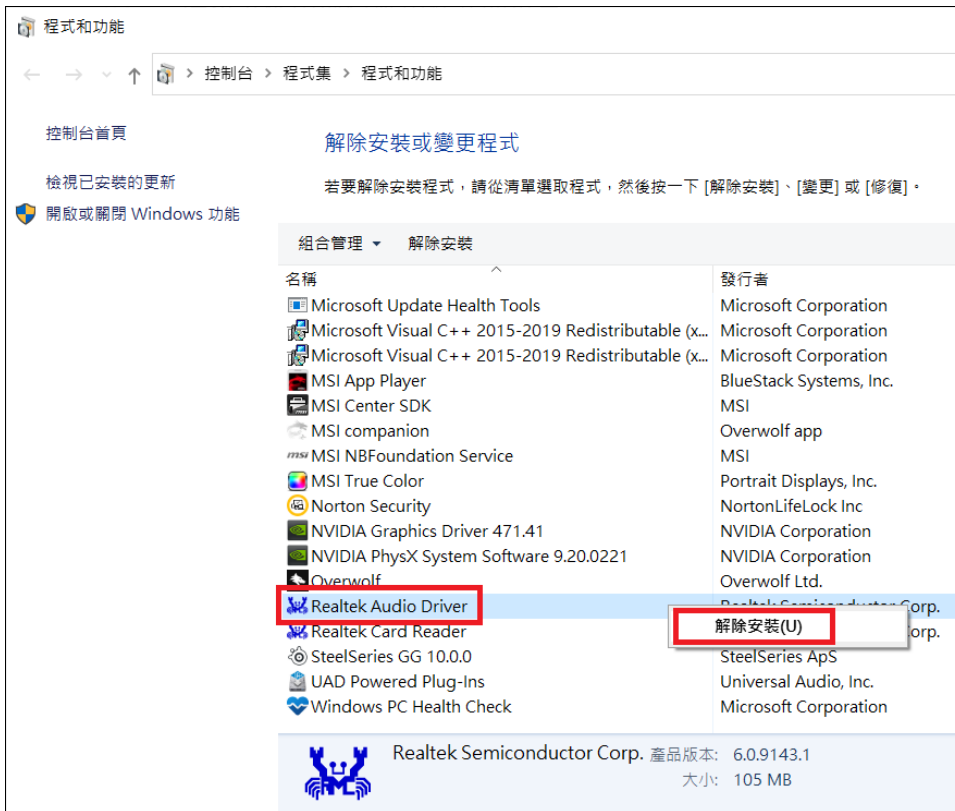 程式和功能
控制台 > 程式集 > 程式和功能
控制台首頁
檢視已安裝的更新
開啟或關閉 Windows 功能
解除安裝或變更程式
若要解除安裝程式，請從清單選取程式，然後按一下 [解除安裝]、[變更] 或 [修復]。
組合管理 解除安裝
名稱 發行者
Microsoft Update Health Tools Microsoft Corporation
Microsoft Visual C++ 2015-2019 Redistributable (x... Microsoft Corporation
Microsoft Visual C++ 2015-2019 Redistributable (x... Microsoft Corporation
MSI App Player BlueStack Systems, Inc.
MSI Center SDK MSI
MSI companion Overwolf app
msi MSI NBFoundation Service MSI
MSI True Color Portrait Displays, Inc.
Norton Security NortonLifeLock Inc
NVIDIA Graphics Driver 471.41 NVIDIA Corporation
NVIDIA PhysX System Software 9.20.0221 NVIDIA Corporation
Overwolf Overwolf Ltd.
Realtek Audio Driver Realtek Semiconductor Corp.
解除安裝(U)
Realtek Card Reader orp.
SteelSeries GG 10.0.0 SteelSeries ApS
UAD Powered Plug-Ins Universal Audio, Inc.
Windows PC Health Check Microsoft Corporation
Realtek Semiconductor Corp. 產品版本: 6.0.9143.1
大小: 105 MB